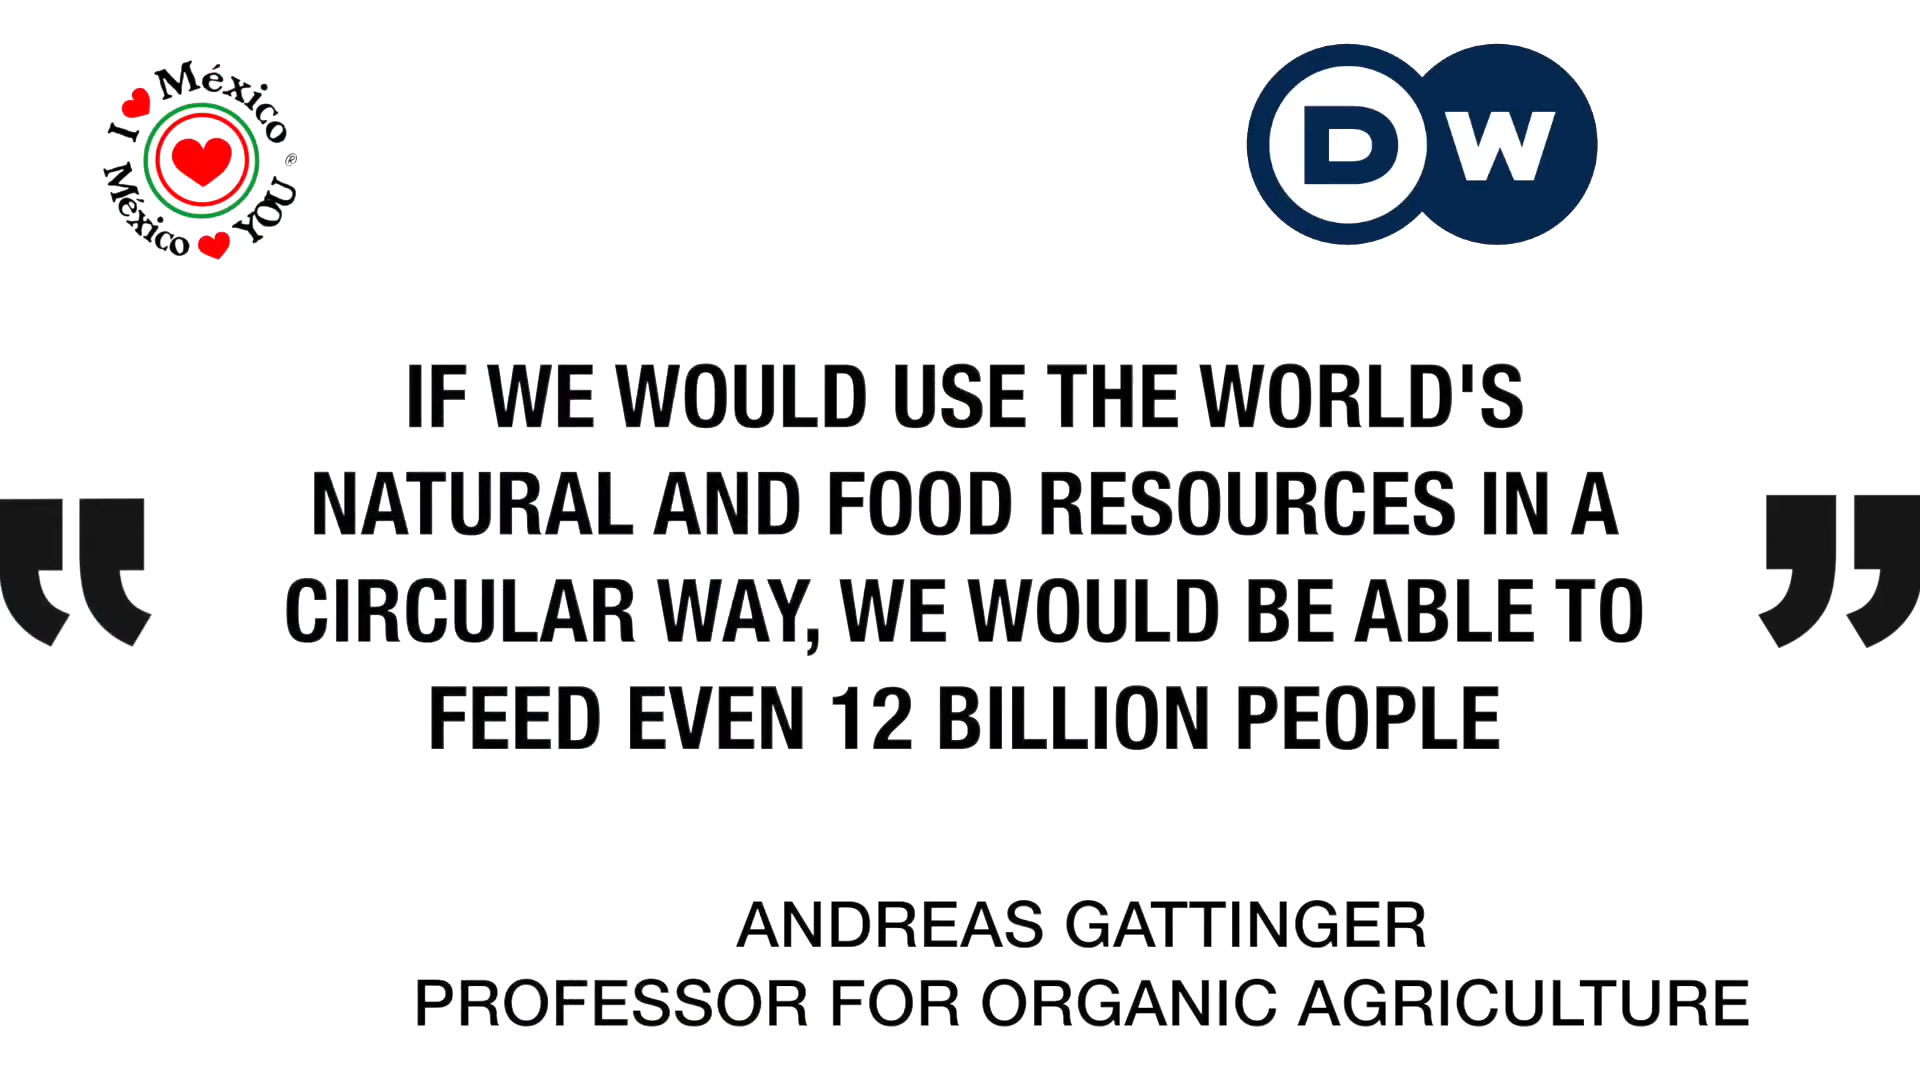 I ❤ México ®
México ❤ YOU
DW
IF WE WOULD USE THE WORLD'S
NATURAL AND FOOD RESOURCES IN A
CIRCULAR WAY, WE WOULD BE ABLE TO
FEED EVEN 12 BILLION PEOPLE
ANDREAS GATTINGER
PROFESSOR FOR ORGANIC AGRICULTURE